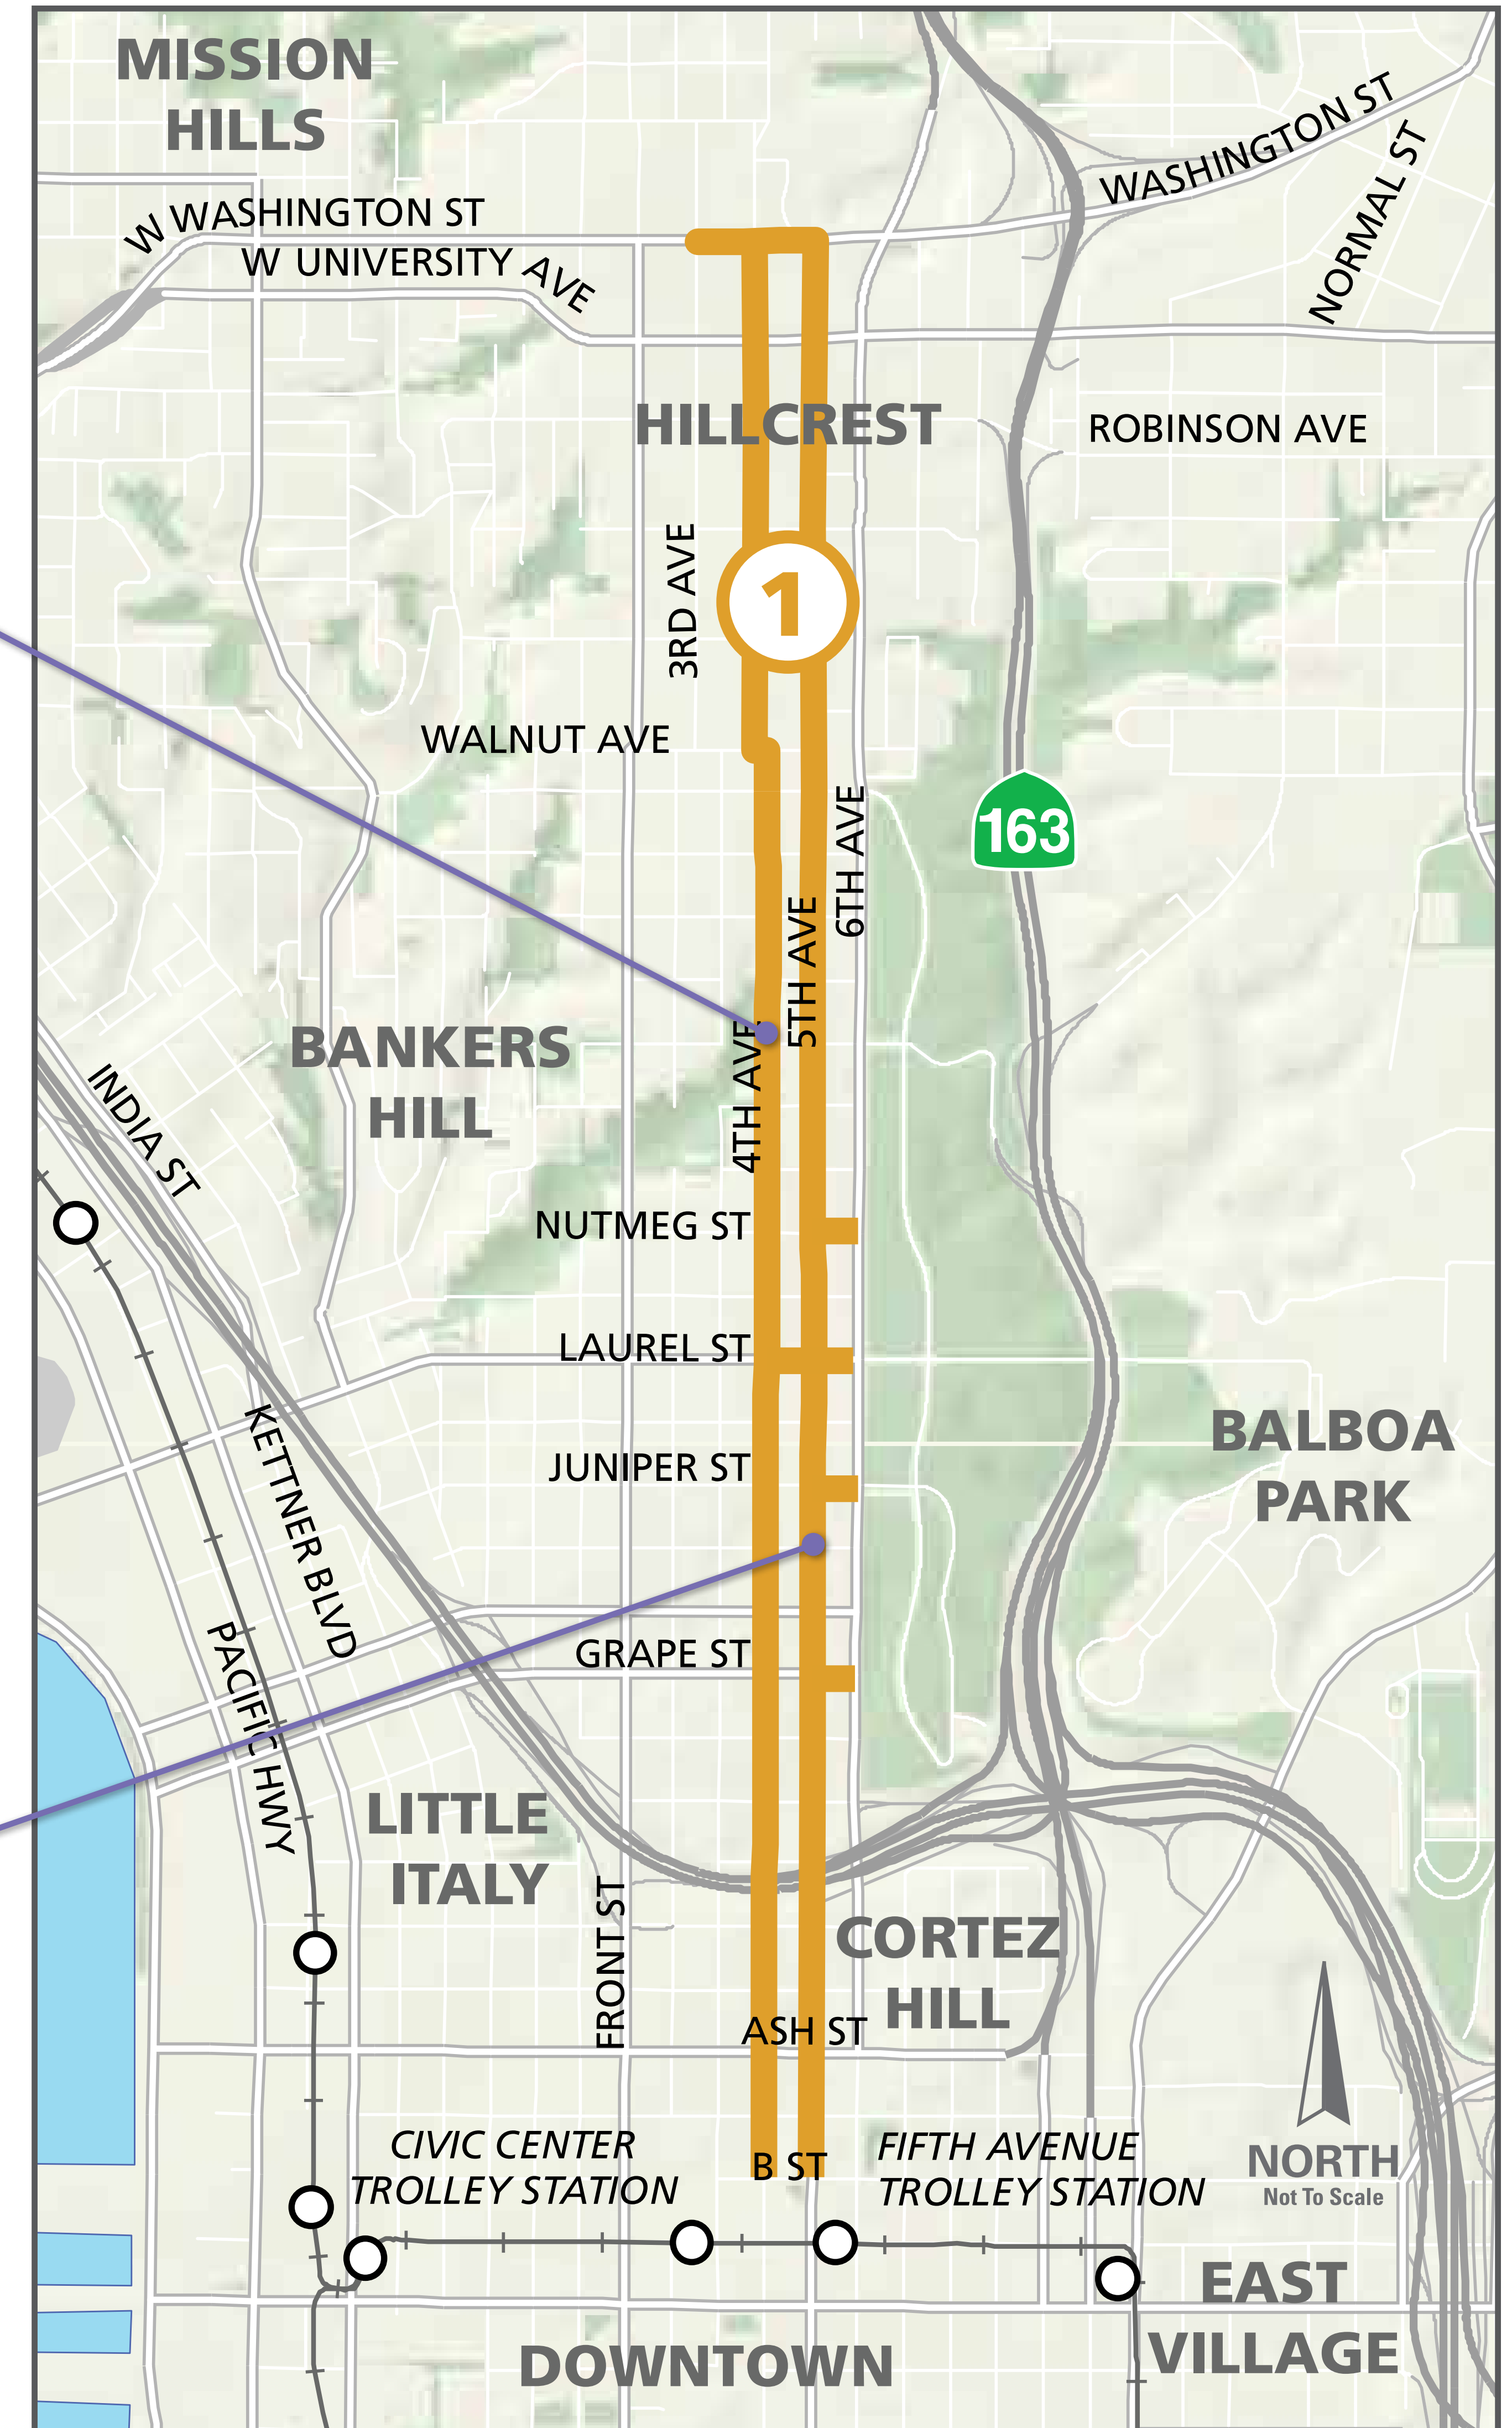 MISSION
HILLS
WASHINGTON ST
NORMAL ST
W WASHINGTON ST
W UNIVERSITY AVE
HILLCREST
ROBINSON AVE
3RD AVE
1
WALNUT AVE
163
6TH AVE
5TH AVE
4TH AVE
BANKERS
HILL
INDIA ST
NUTMEG ST
LAUREL ST
KETTNER BLVD
BALBOA
PARK
JUNIPER ST
PACIFIC HWY
GRAPE ST
LITTLE
ITALY
FRONT ST
CORTEZ
HILL
ASH ST
CIVIC CENTER
TROLLEY STATION
B ST
FIFTH AVENUE
TROLLEY STATION
NORTH
Not To Scale
EAST
VILLAGE
DOWNTOWN